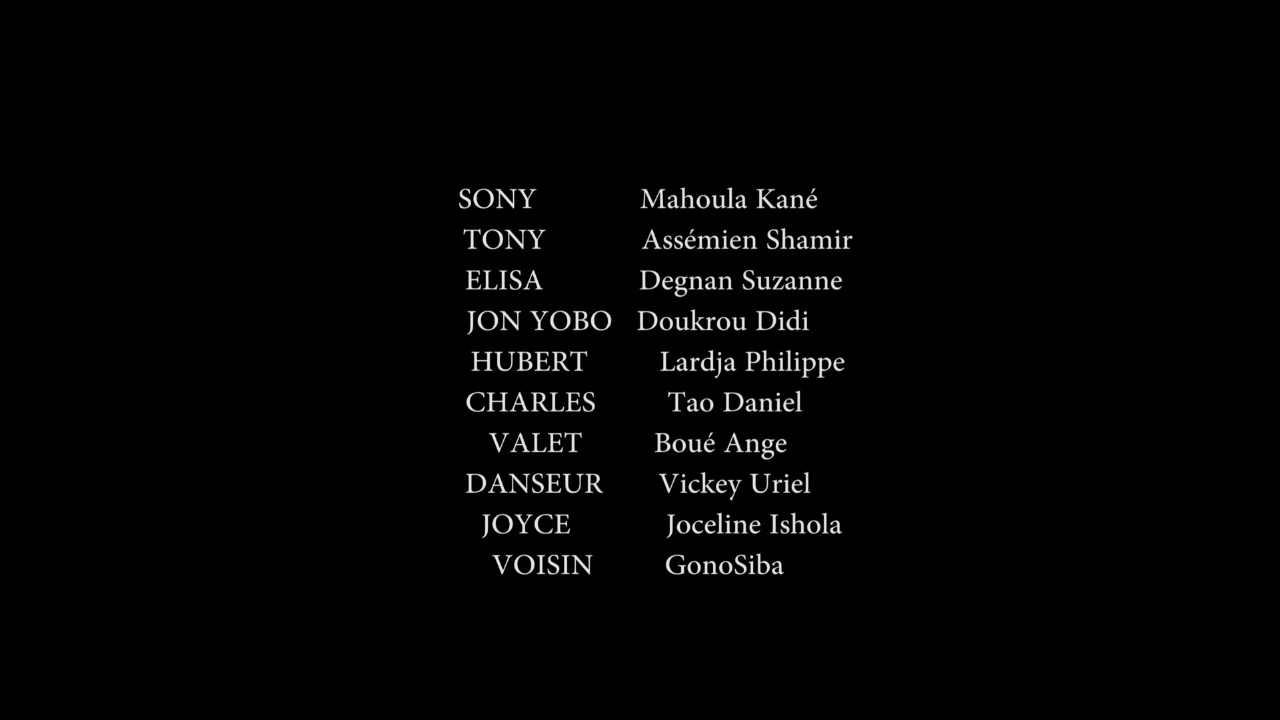 SONY Mahoula Kané
TONY Assémien Shamir
ELISA Degnan Suzanne
JON YOBO Doukrou Didi
HUBERT Lardja Philippe
CHARLES Tao Daniel
VALET Boué Ange
DANSEUR Vickey Uriel
JOYCE Joceline Ishola
VOISIN GonoSiba